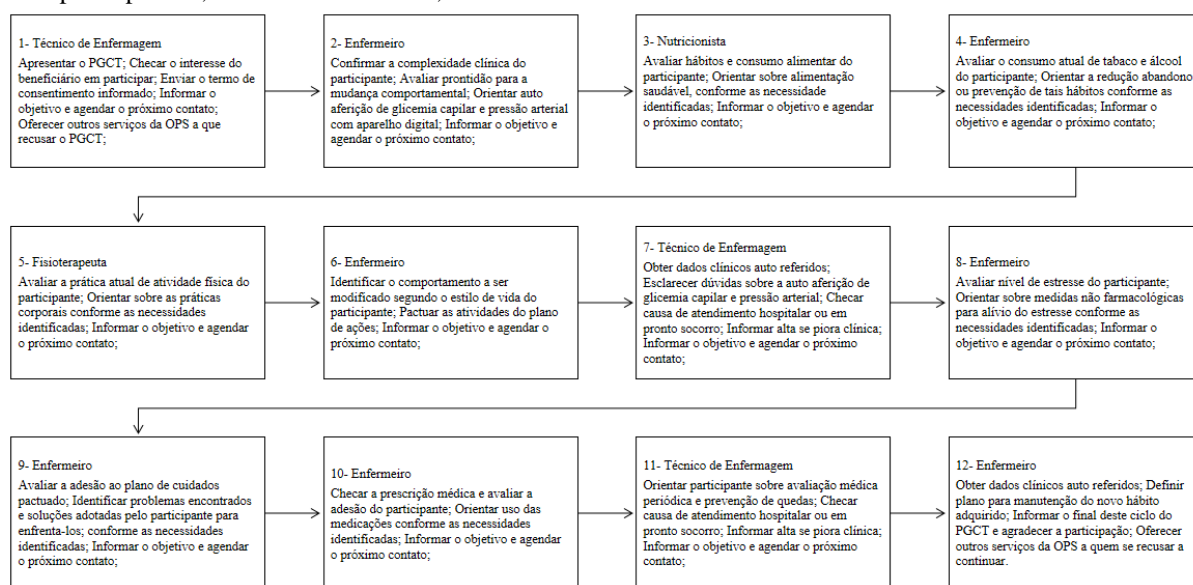 1- Técnico de Enfermagem
Apresentar o PGCT; Checar o interesse do
beneficiário em participar; Enviar o termo de
consentimento informado; Informar o
objetivo e agendar o próximo contato;
Oferecer outros serviços da OPS a que
recusar o PGCT;
2- Enfermeiro
Confirmar a complexidade clínica do
participante; Avaliar prontidão para a
mudança comportamental; Orientar auto
aferição de glicemia capilar e pressão arterial
com aparelho digital; Informar o objetivo e
agendar o próximo contato;
3- Nutricionista
Avaliar hábitos e consumo alimentar do
participante; Orientar sobre alimentação
saudável, conforme as necessidade
identificadas; Informar o objetivo e agendar
o próximo contato;
4- Enfermeiro
Avaliar o consumo atual de tabaco e álcool
do participante; Orientar a redução abandono
ou prevenção de tais hábitos conforme as
necessidades identificadas; Informar o
objetivo e agendar o próximo contato;
5- Fisioterapeuta
Avaliar a prática atual de atividade física do
participante; Orientar sobre as práticas
corporais conforme as necessidades
identificadas; Informar o objetivo e agendar
o próximo contato;
6- Enfermeiro
Identificar o comportamento a ser
modificado segundo o estilo de vida do
participante; Pactuar as atividades do plano
de ações; Informar o objetivo e agendar o
próximo contato;
7- Técnico de Enfermagem
Obter dados clínicos auto referidos;
Esclarecer dúvidas sobre a auto aferição de
glicemia capilar e pressão arterial; Checar
causa de atendimento hospitalar ou em
pronto socorro; Informar alta se piora clínica;
Informar o objetivo e agendar o próximo
contato;
8- Enfermeiro
Avaliar nível de estresse do participante;
Orientar sobre medidas não farmacológicas
para alívio do estresse conforme as
necessidades identificadas; Informar o
objetivo e agendar o próximo contato;
9- Enfermeiro
Avaliar a adesão ao plano de cuidados
pactuado; Identificar problemas encontrados
e soluções adotadas pelo participante para
enfrenta-los; conforme as necessidades
identificadas; Informar o objetivo e agendar
o próximo contato;
10- Enfermeiro
Checar a prescrição médica e avaliar a
adesão do participante; Orientar uso das
medicações conforme as necessidades
identificadas; Informar o objetivo e agendar
o próximo contato;
11- Técnico de Enfermagem
Orientar participante sobre avaliação médica
periódica e prevenção de quedas; Checar
causa de atendimento hospitalar ou em
pronto socorro; Informar alta se piora clínica;
Informar o objetivo e agendar o próximo
contato;
12- Enfermeiro
Obter dados clínicos auto referidos; Definir
plano para manutenção do novo hábito
adquirido; Informar o final deste ciclo do
PGCT e agradecer a participação; Oferecer
outros serviços da OPS a quem se recusar a
continuar.